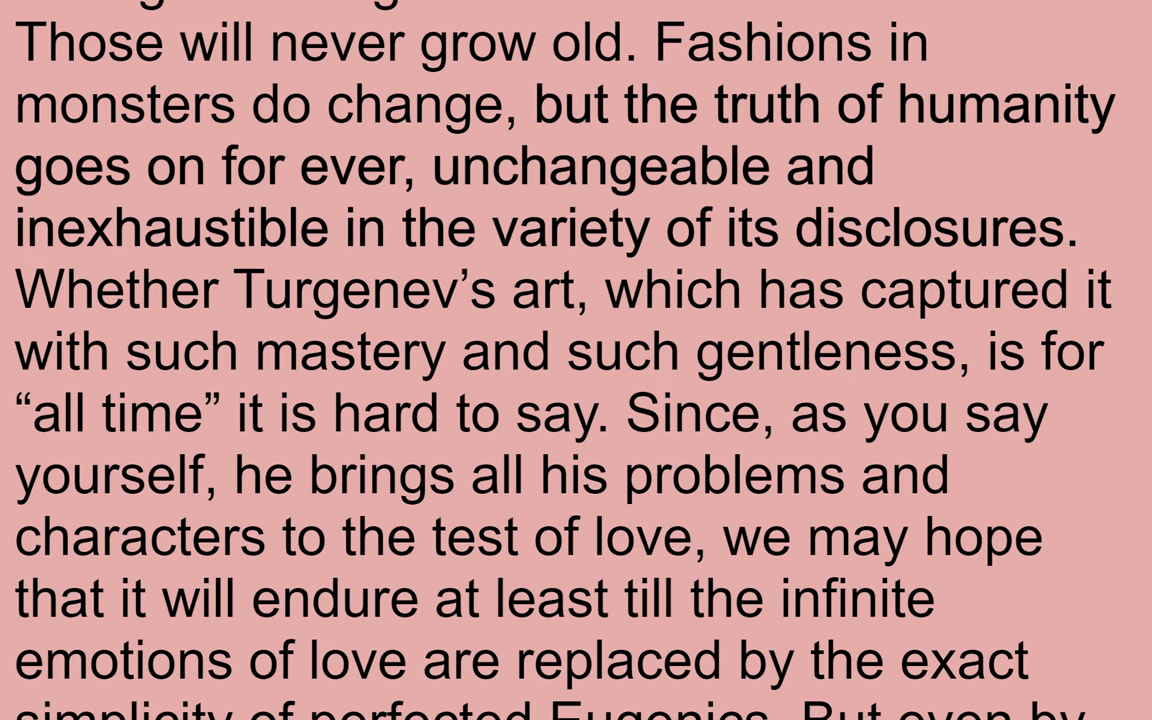 Those will never grow old. Fashions in
monsters do change, but the truth of humanity
goes on for ever, unchangeable and
inexhaustible in the variety of its disclosures.
Whether Turgenev’s art, which has captured it
with such mastery and such gentleness, is for
“all time” it is hard to say. Since, as you say
yourself, he brings all his problems and
characters to the test of love, we may hope
that it will endure at least till the infinite
emotions of love are replaced by the exact
simplicity of perfected Eugenics. But even by